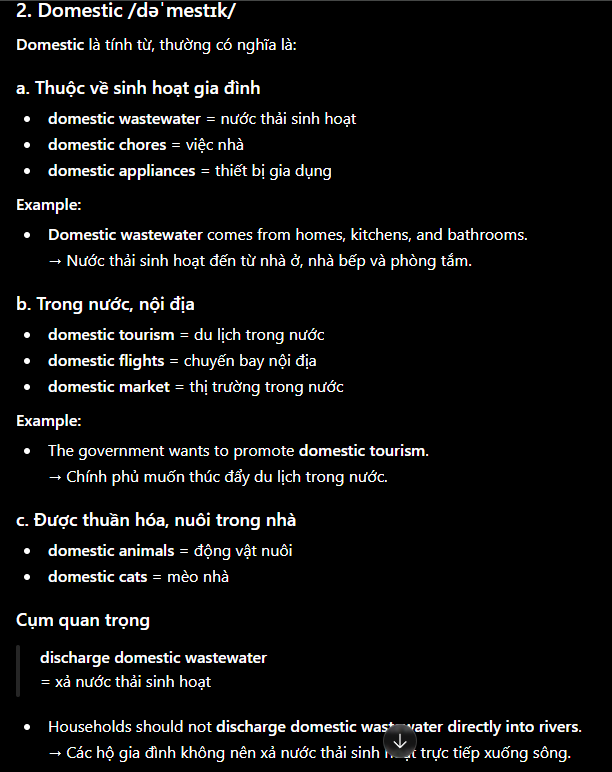 2. Domestic /dəˈmestɪk/
Domestic là tính từ, thường có nghĩa là:
a. Thuộc về sinh hoạt gia đình
domestic wastewater = nước thải sinh hoạt
domestic chores = việc nhà
domestic appliances = thiết bị gia dụng
Example:
Domestic wastewater comes from homes, kitchens, and bathrooms.
→ Nước thải sinh hoạt đến từ nhà ở, nhà bếp và phòng tắm.
b. Trong nước, nội địa
domestic tourism = du lịch trong nước
domestic flights = chuyến bay nội địa
domestic market = thị trường trong nước
Example:
The government wants to promote domestic tourism.
→ Chính phủ muốn thúc đẩy du lịch trong nước.
c. Được thuần hóa, nuôi trong nhà
domestic animals = động vật nuôi
domestic cats = mèo nhà
Cụm quan trọng
discharge domestic wastewater
= xả nước thải sinh hoạt
Households should not discharge domestic wastewater directly into rivers.
→ Các hộ gia đình không nên xả nước thải sinh hoạt trực tiếp xuống sông.